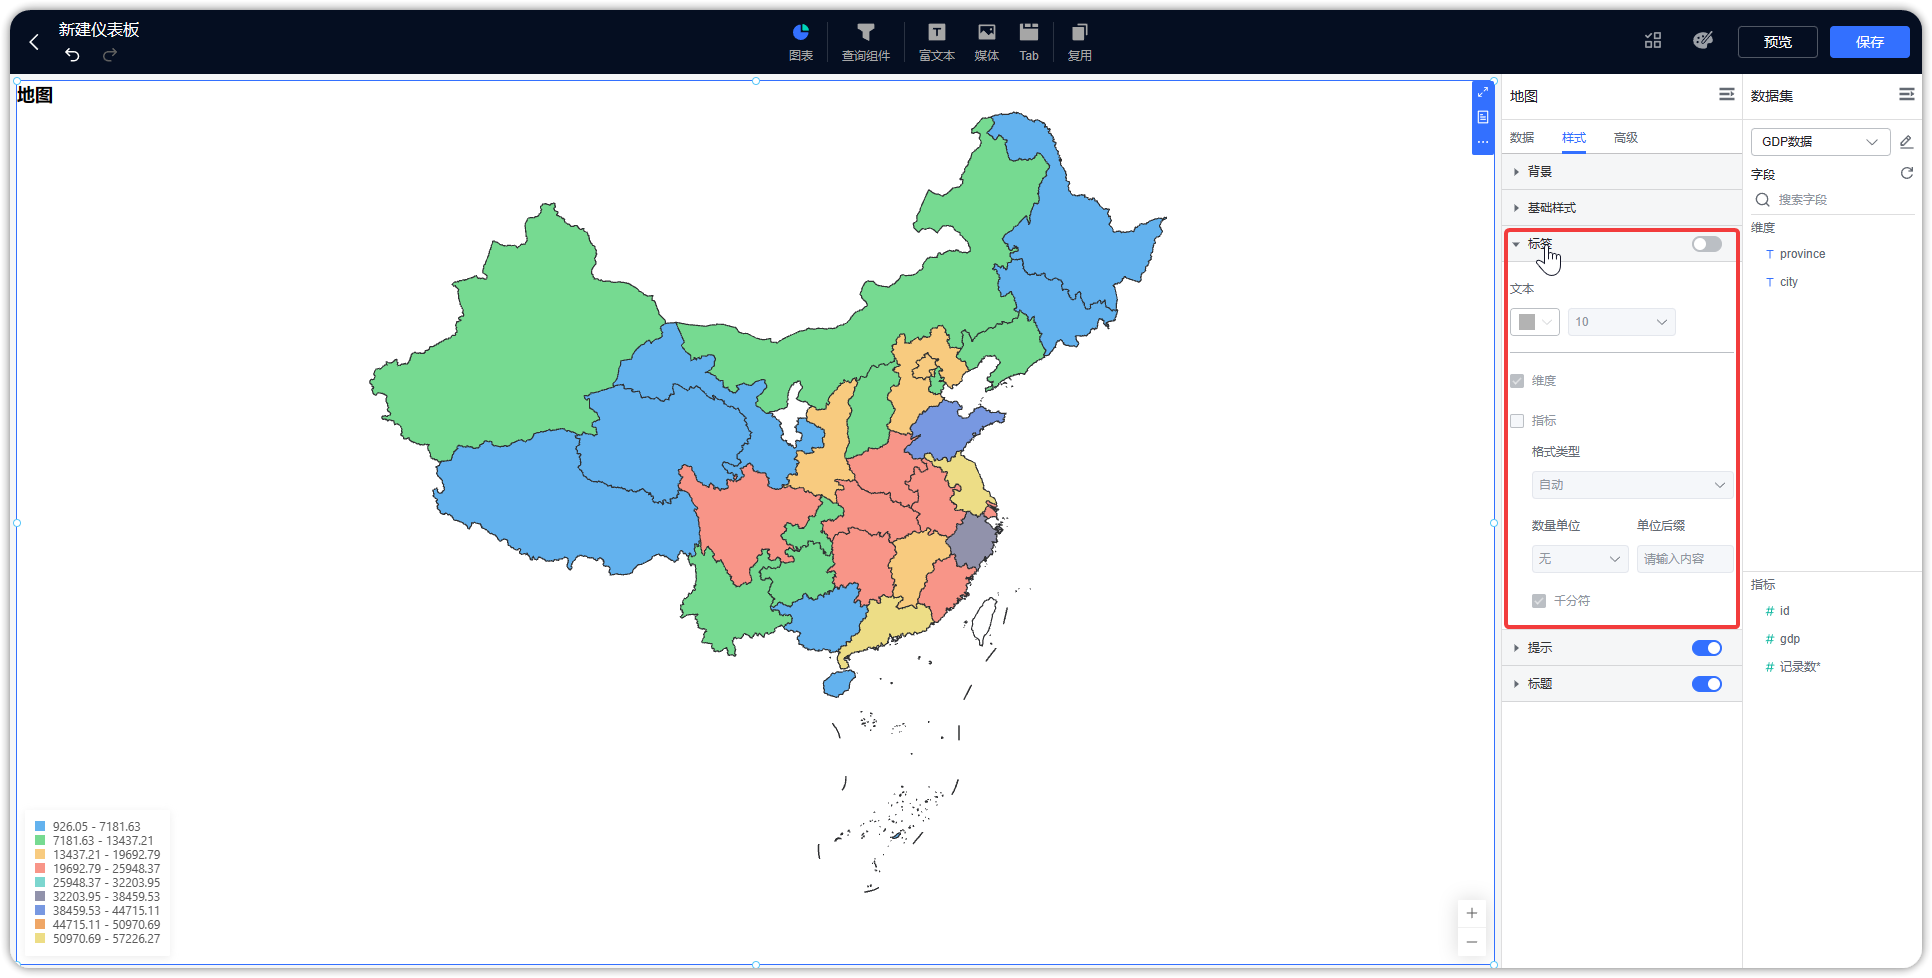 新建仪表板
图表
查询组件
富文本
媒体
Tab
复用
预览
保存
地图
926.05 - 7181.63
7181.63 - 13437.21
13437.21 - 19692.79
19692.79 - 25948.37
25948.37 - 32203.95
32203.95 - 38459.53
38459.53 - 44715.11
44715.11 - 50970.69
50970.69 - 57226.27
地图
数据 样式 高级
背景
基础样式
标签
文本
10
维度
指标
格式类型
自动
数量单位 单位后缀
无 请输入内容
千分符
提示
标题
数据集
GDP数据
字段
搜索字段
维度
T province
T city
指标
# id
# gdp
# 记录数*